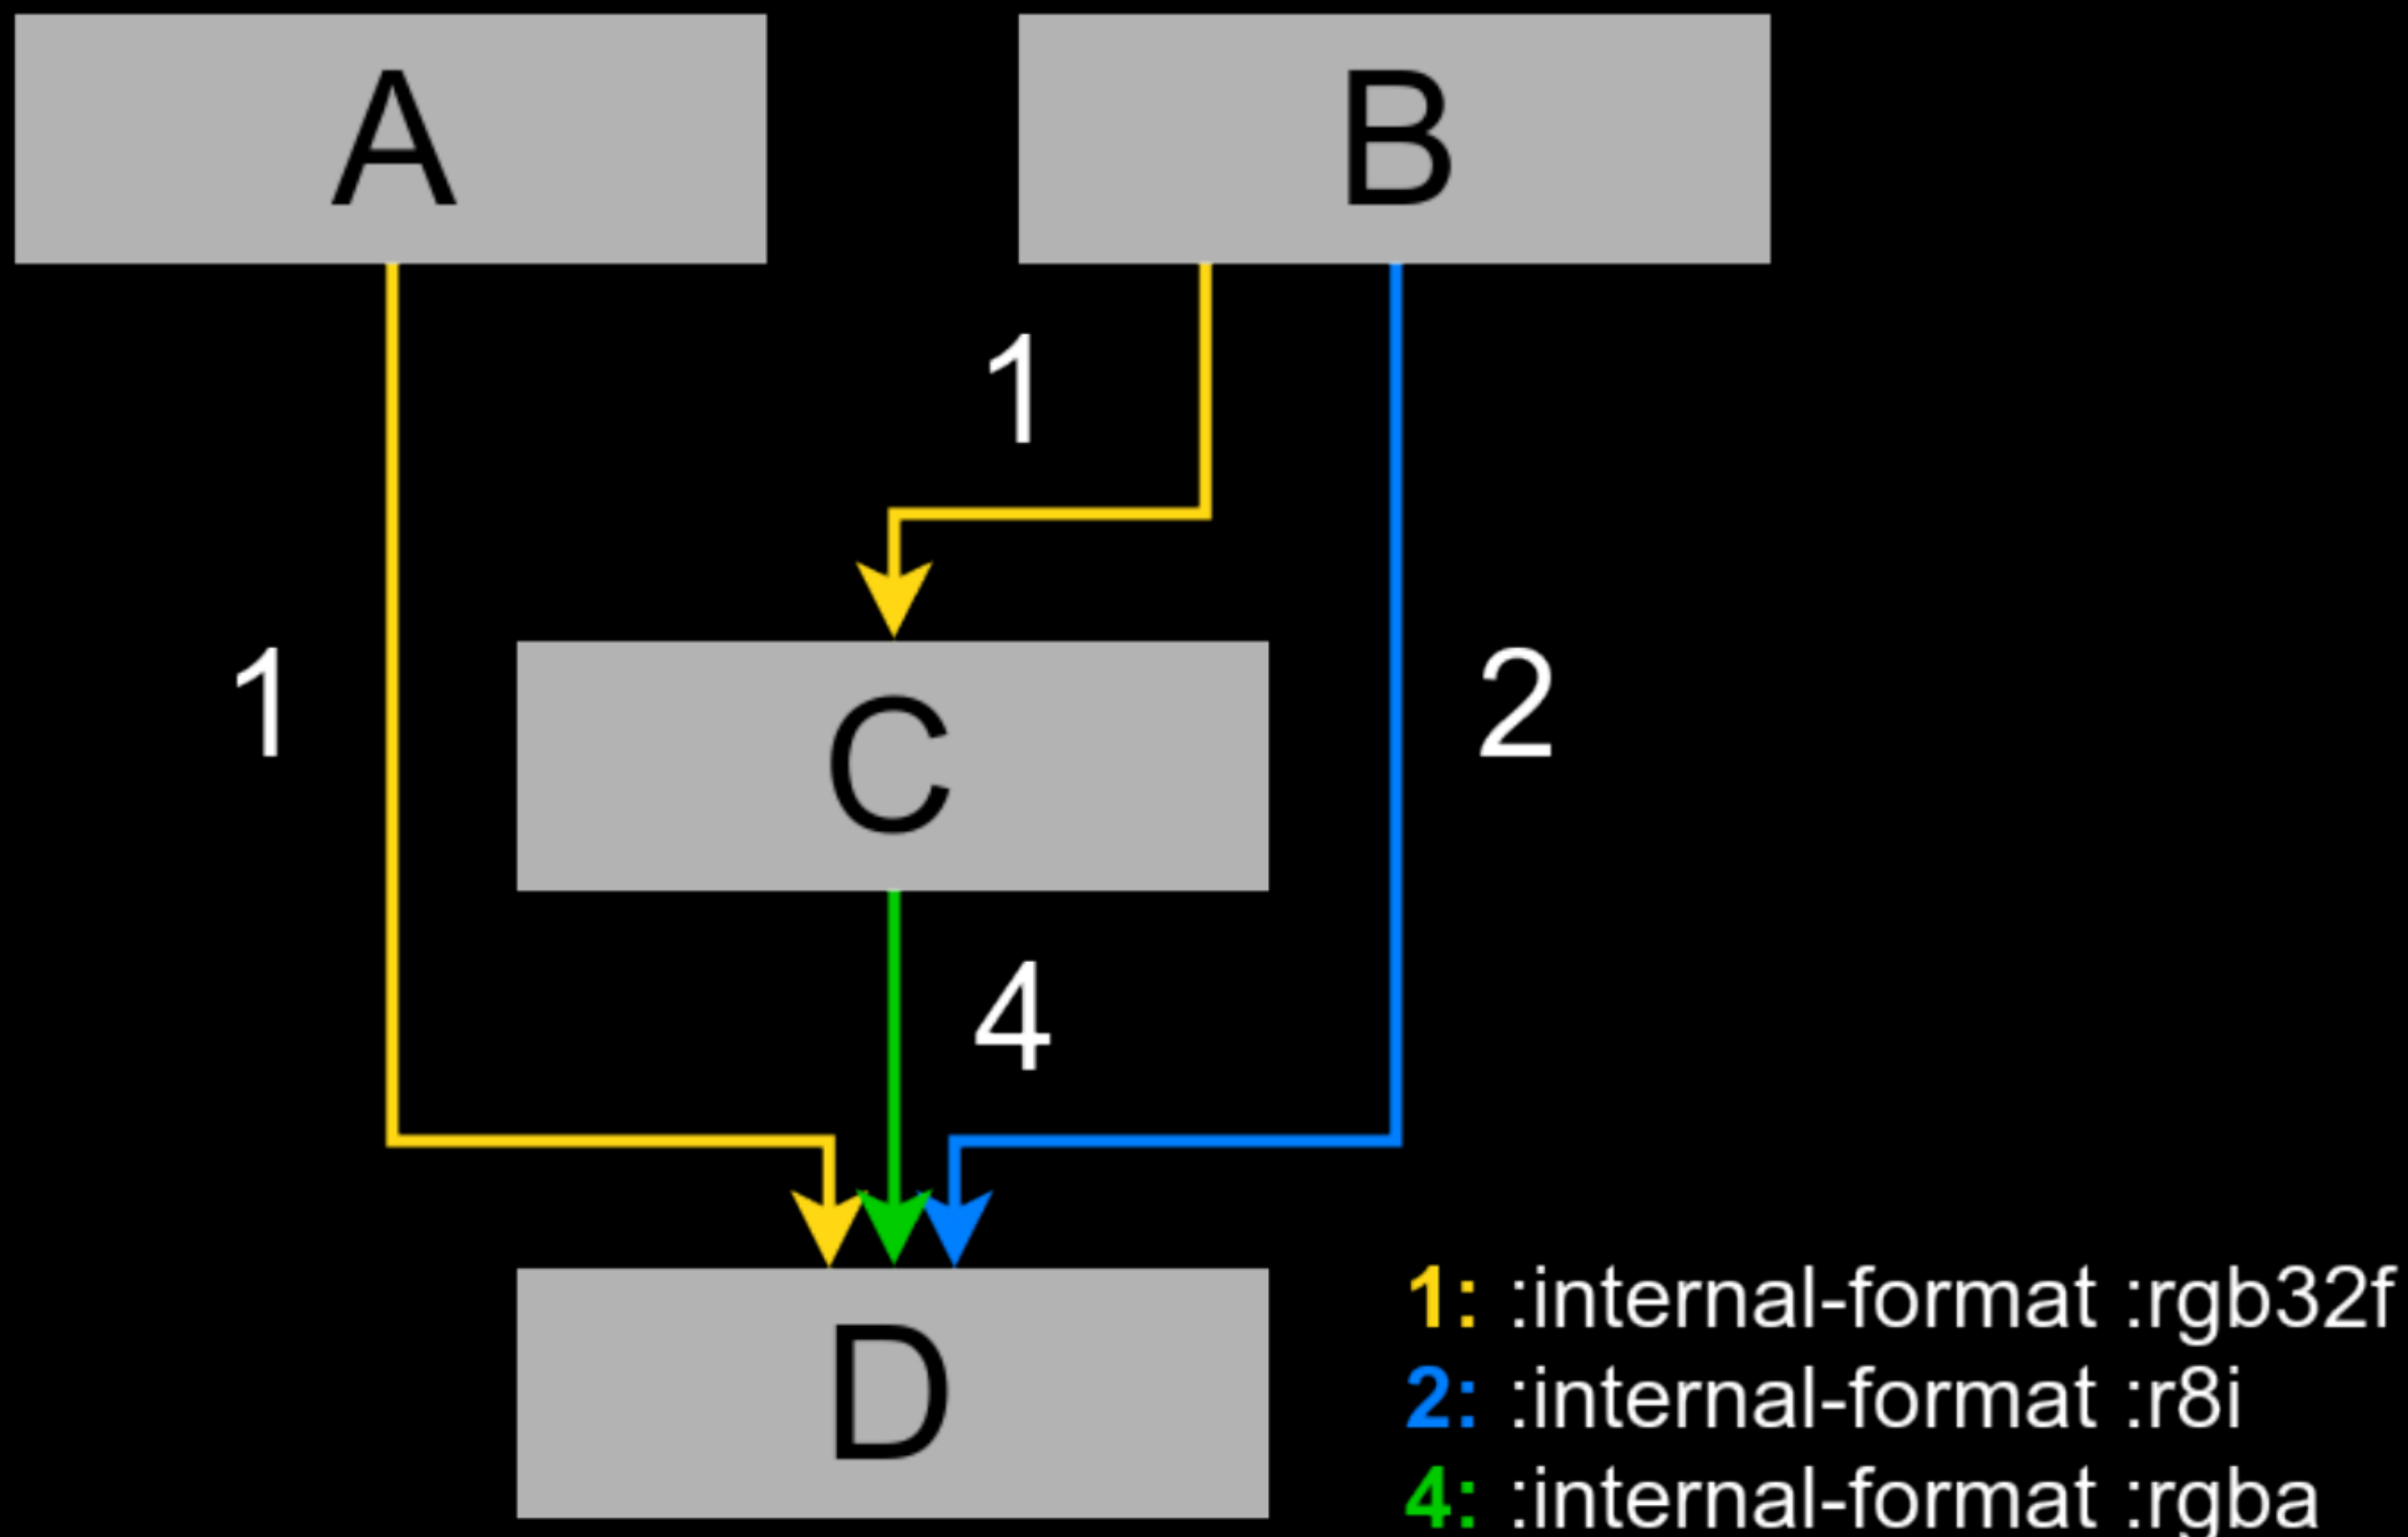 A
B
1
1
2
C
4
D
1: :internal-format :rgb32f
2: :internal-format :r8i
4: :internal-format :rgba